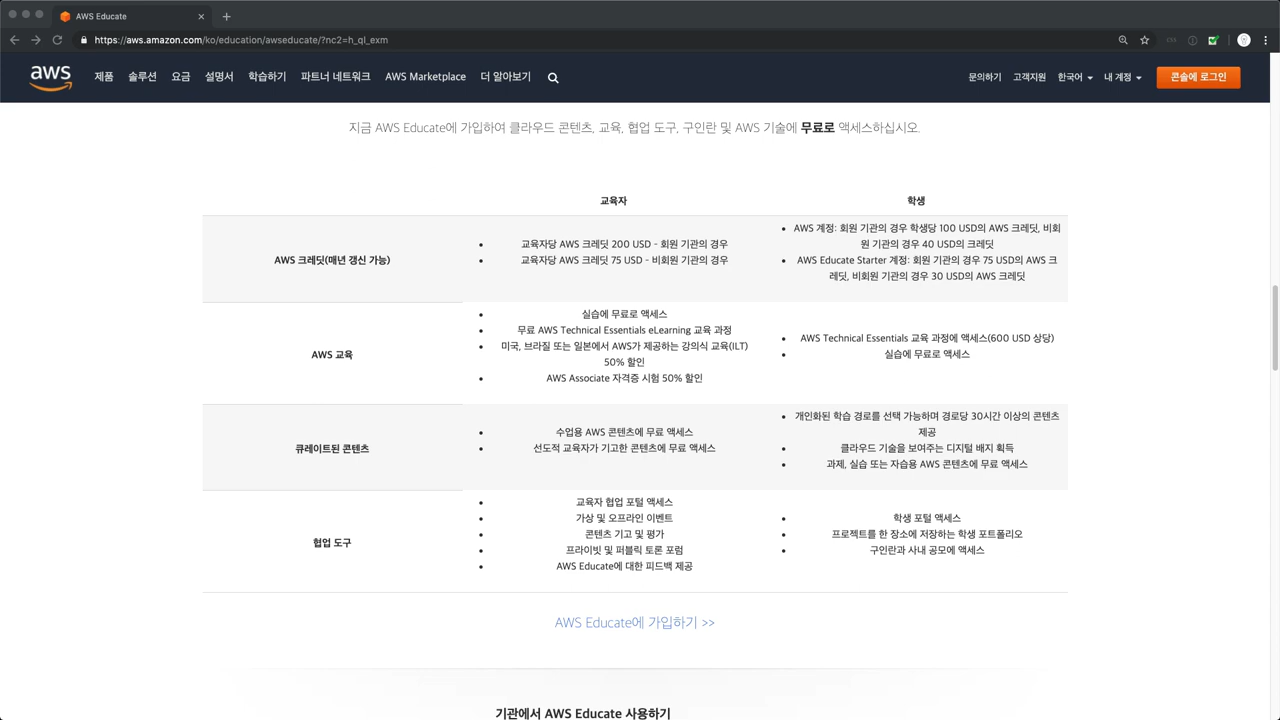 AWS Educate
https://aws.amazon.com/ko/education/awseducate/?nc2=h_ql_exm
aws 제품 솔루션 요금 설명서 학습하기 파트너 네트워크 AWS Marketplace 더 알아보기 문의하기 고객지원 한국어 내 계정 콘솔에 로그인
지금 AWS Educate에 가입하여 클라우드 콘텐츠, 교육, 협업 도구, 구인란 및 AWS 기술에 무료로 액세스하십시오.
교육자 학생
AWS 크레딧(매년 갱신 가능)
교육자당 AWS 크레딧 200 USD - 회원 기관의 경우
교육자당 AWS 크레딧 75 USD - 비회원 기관의 경우
AWS 계정: 회원 기관의 경우 학생당 100 USD의 AWS 크레딧, 비회
원 기관의 경우 40 USD의 크레딧
AWS Educate Starter 계정: 회원 기관의 경우 75 USD의 AWS 크
레딧, 비회원 기관의 경우 30 USD의 AWS 크레딧
AWS 교육
실습에 무료로 액세스
무료 AWS Technical Essentials eLearning 교육 과정
미국, 브라질 또는 일본에서 AWS가 제공하는 강의식 교육(ILT)
50% 할인
AWS Associate 자격증 시험 50% 할인
AWS Technical Essentials 교육 과정에 액세스(600 USD 상당)
실습에 무료로 액세스
큐레이트된 콘텐츠
수업용 AWS 콘텐츠에 무료 액세스
선도적 교육자가 기고한 콘텐츠에 무료 액세스
개인화된 학습 경로를 선택 가능하며 경로당 30시간 이상의 콘텐츠
제공
클라우드 기술을 보여주는 디지털 배지 획득
과제, 실습 또는 자습용 AWS 콘텐츠에 무료 액세스
협업 도구
교육자 협업 포털 액세스
가상 및 오프라인 이벤트
콘텐츠 기고 및 평가
프라이빗 및 퍼블릭 토론 포럼
AWS Educate에 대한 피드백 제공
학생 포털 액세스
프로젝트를 한 장소에 저장하는 학생 포트폴리오
구인란과 사내 공모에 액세스
AWS Educate에 가입하기 >>
기관에서 AWS Educate 사용하기